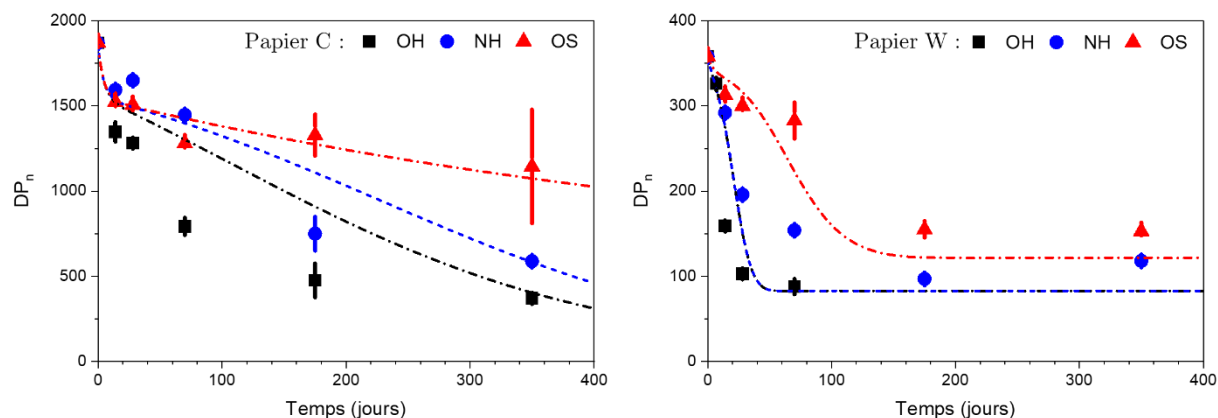 Papier C : OH NH OS
2000
1500
1000
500
0
DPn
0 100 200 300 400
Temps (jours)
Papier W : OH NH OS
400
300
200
100
0
DPn
0 100 200 300 400
Temps (jours)